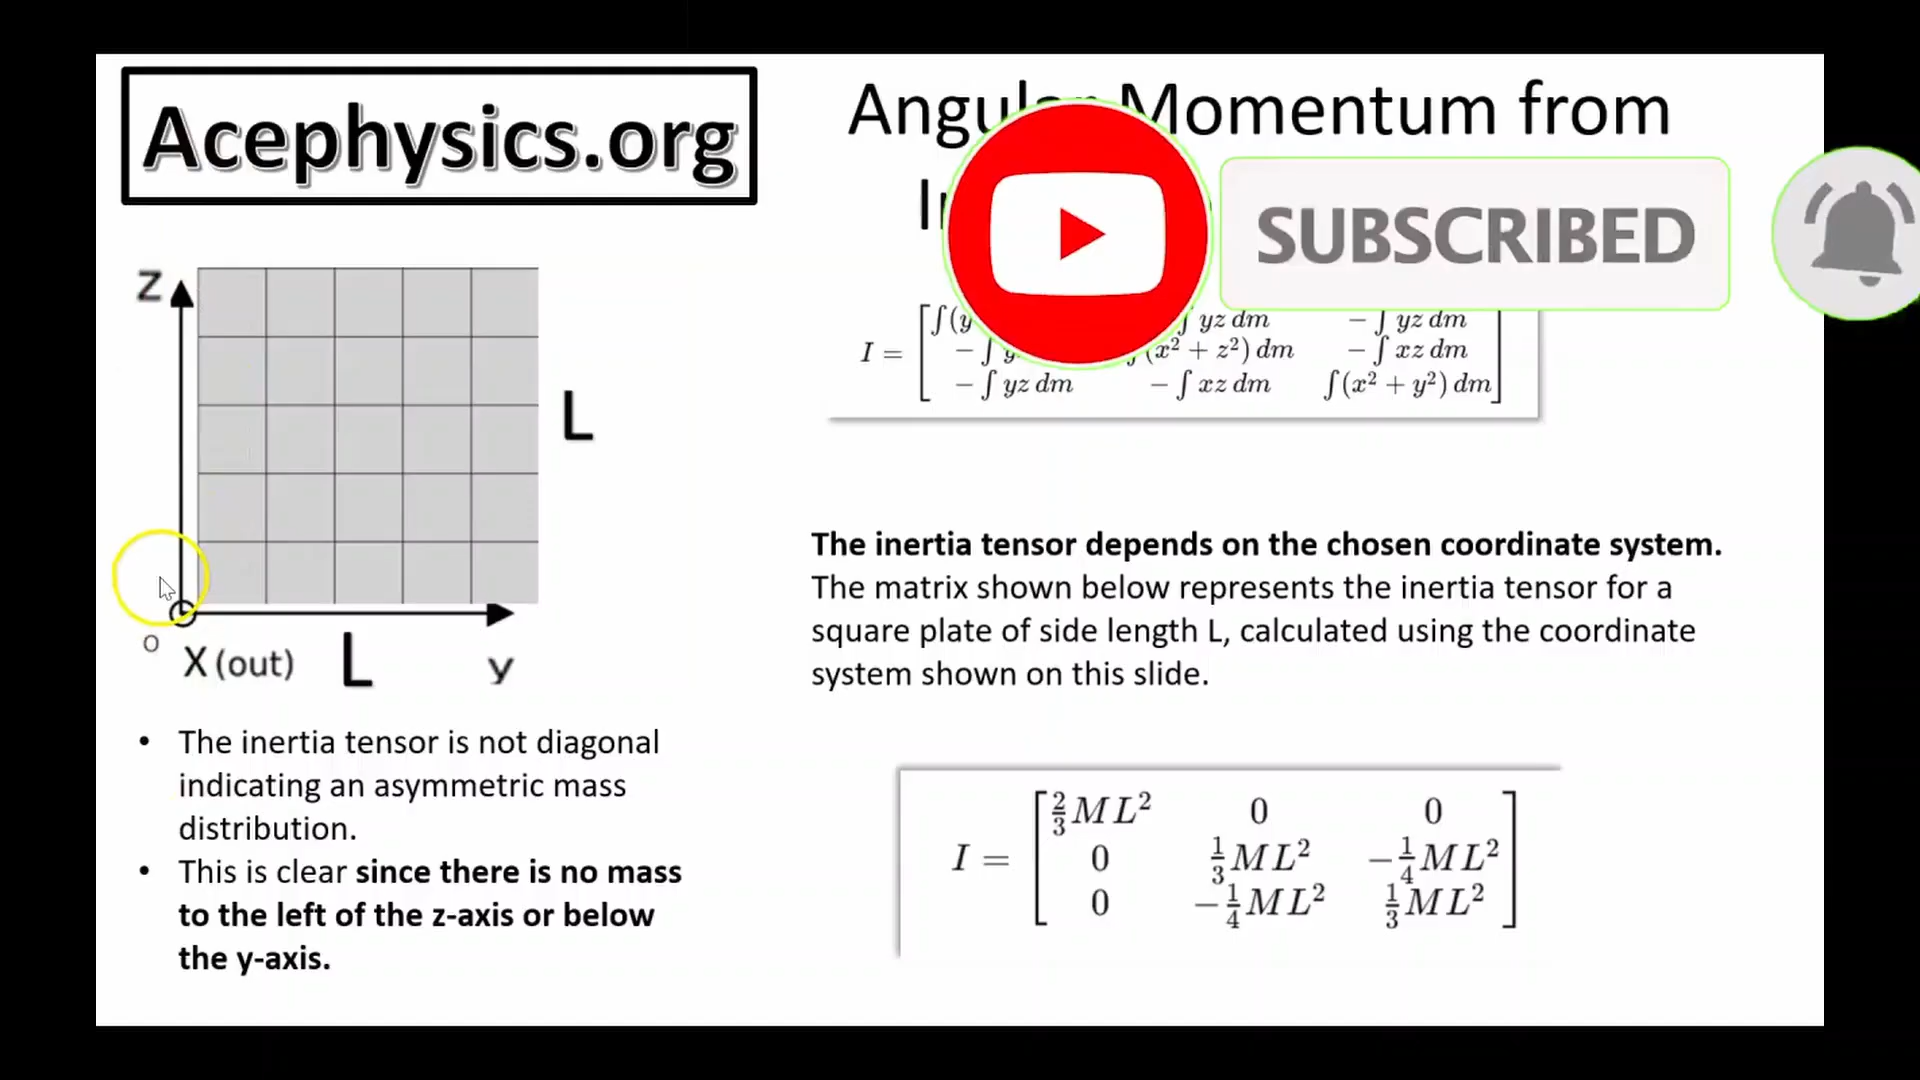 Acephysics.org
Angular Momentum from
SUBSCRIBED
z
L
O
X (out)
L
y
yz dm − ∫ yz dm
I =
(x² + z²) dm − ∫ xz dm
− ∫ yz dm − ∫ xz dm ∫(x² + y²) dm
The inertia tensor depends on the chosen coordinate system.
The matrix shown below represents the inertia tensor for a
square plate of side length L, calculated using the coordinate
system shown on this slide.
• The inertia tensor is not diagonal
indicating an asymmetric mass
distribution.
• This is clear since there is no mass
to the left of the z-axis or below
the y-axis.
2/3 ML² 0 0
I = 0 1/3 ML² −1/4 ML²
0 −1/4 ML² 1/3 ML²